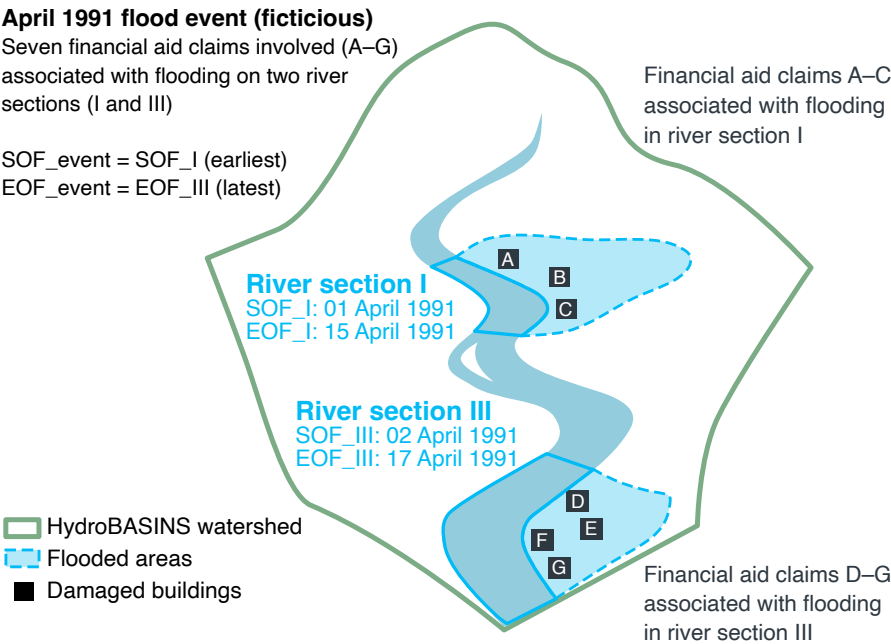 April 1991 flood event (ficticious)
Seven financial aid claims involved (A–G)
associated with flooding on two river
sections (I and III)
SOF_event = SOF_I (earliest)
EOF_event = EOF_III (latest)
Financial aid claims A–C
associated with flooding
in river section I
A
B
C
River section I
SOF_I: 01 April 1991
EOF_I: 15 April 1991
River section III
SOF_III: 02 April 1991
EOF_III: 17 April 1991
D
E
F
G
HydroBASINS watershed
Flooded areas
Damaged buildings
Financial aid claims D–G
associated with flooding
in river section III